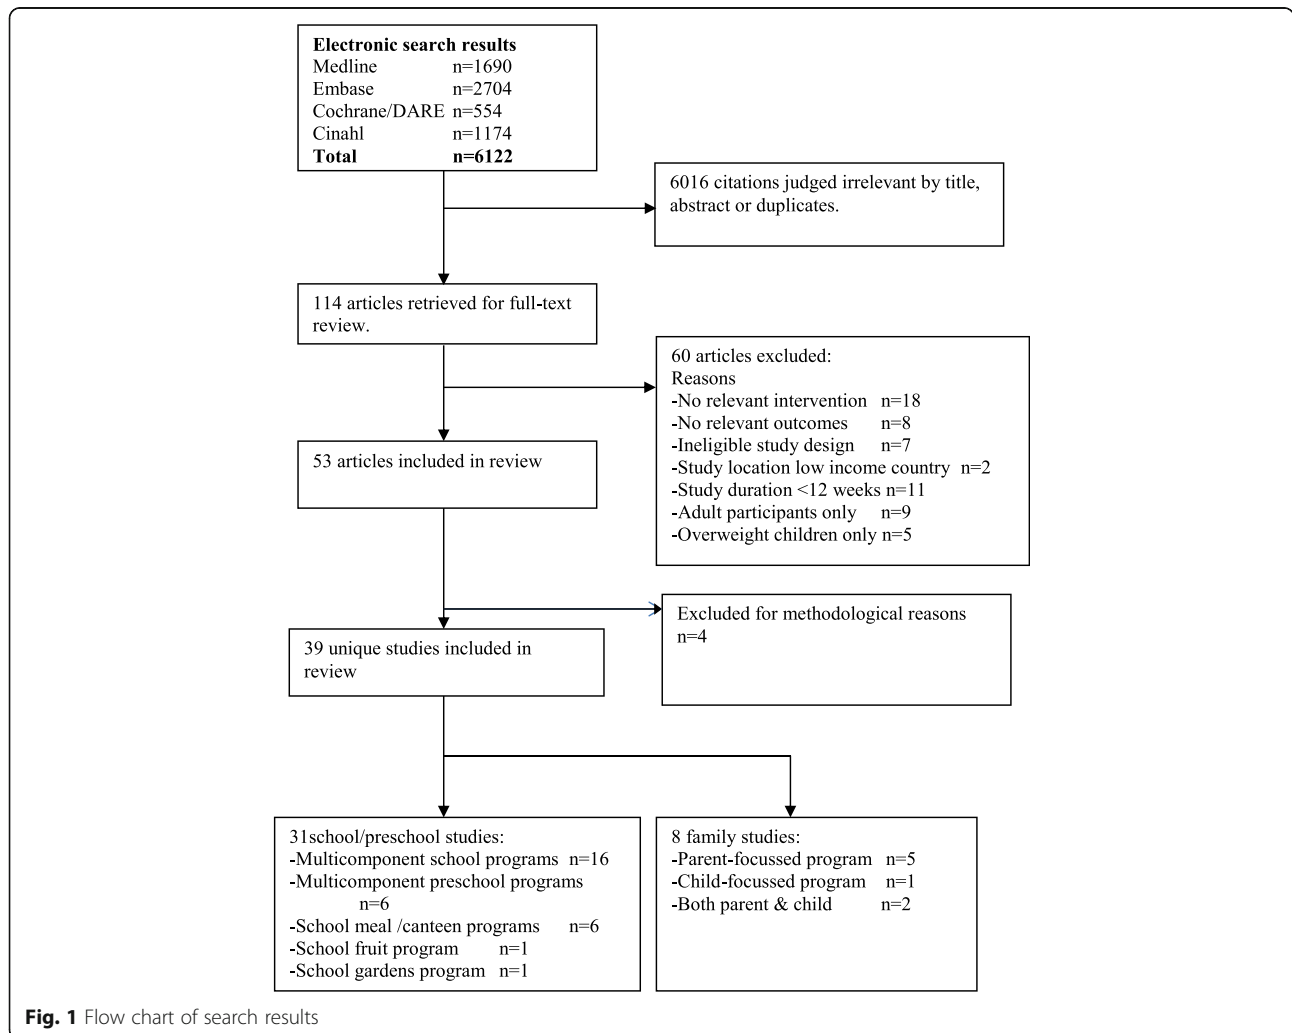 Electronic search results
Medline n=1690
Embase n=2704
Cochrane/DARE n=554
Cinahl n=1174
Total n=6122
6016 citations judged irrelevant by title,
abstract or duplicates.
114 articles retrieved for full-text
review.
60 articles excluded:
Reasons
-No relevant intervention n=18
-No relevant outcomes n=8
-Ineligible study design n=7
-Study location low income country n=2
-Study duration <12 weeks n=11
-Adult participants only n=9
-Overweight children only n=5
53 articles included in review
Excluded for methodological reasons
n=4
39 unique studies included in
review
31school/preschool studies:
-Multicomponent school programs n=16
-Multicomponent preschool programs
n=6
-School meal /canteen programs n=6
-School fruit program n=1
-School gardens program n=1
8 family studies:
-Parent-focussed program n=5
-Child-focussed program n=1
-Both parent & child n=2
Fig. 1 Flow chart of search results